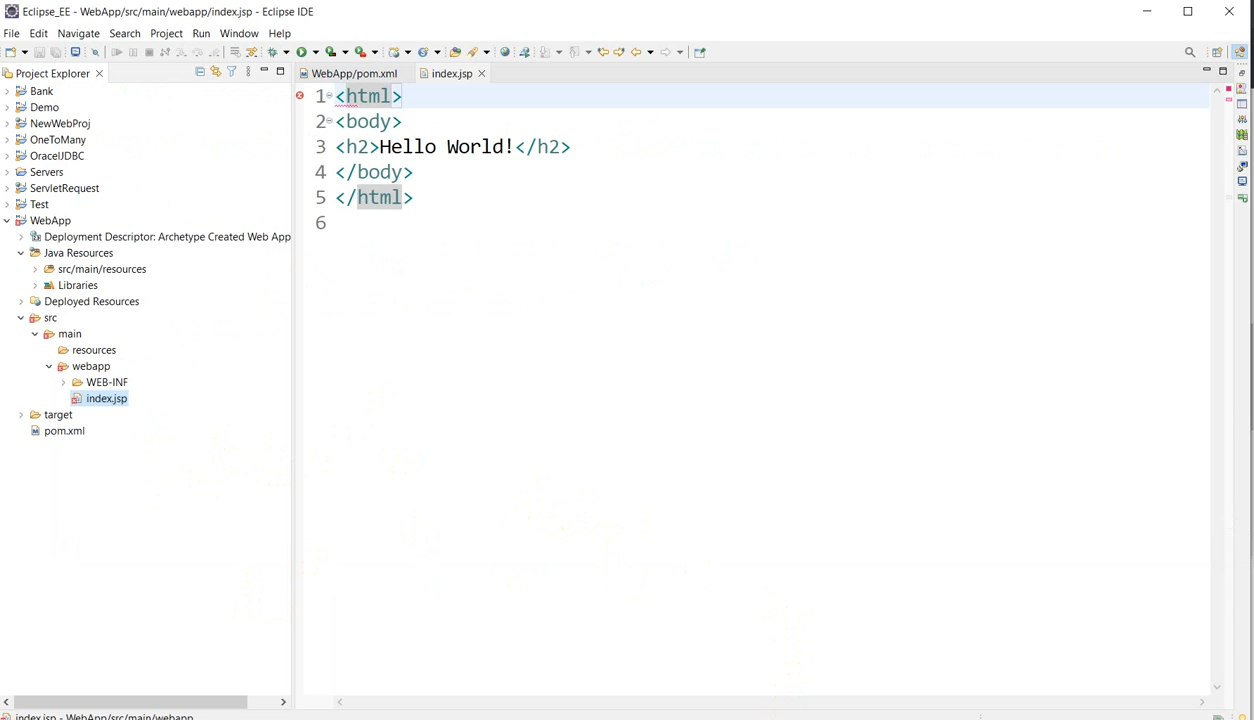 Eclipse_EE - WebApp/src/main/webapp/index.jsp - Eclipse IDE
File Edit Navigate Search Project Run Window Help
Project Explorer
Bank
Demo
NewWebProj
OneToMany
OracelJDBC
Servers
ServletRequest
Test
WebApp
Deployment Descriptor: Archetype Created Web App
Java Resources
src/main/resources
Libraries
Deployed Resources
src
main
resources
webapp
WEB-INF
index.jsp
target
pom.xml
WebApp/pom.xml index.jsp
1 <html>
2 <body>
3 <h2>Hello World!</h2>
4 </body>
5 </html>
6
index.jsp - WebApp/src/main/webapp